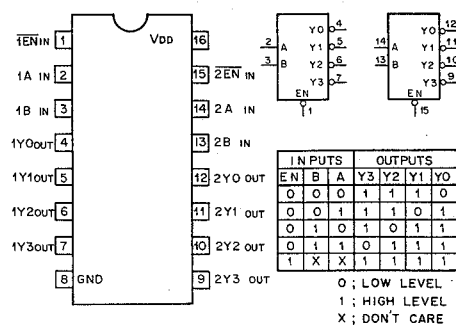 1EN IN 1 VDD 16
1A IN 2 15 2EN IN
1B IN 3 14 2A IN
1Y0 OUT 4 13 2B IN
1Y1 OUT 5 12 2Y0 OUT
1Y2 OUT 6 11 2Y1 OUT
1Y3 OUT 7 10 2Y2 OUT
8 GND 9 2Y3 OUT
Y0 4
2 A Y1 5
3 B Y2 6
Y3 7
EN
1
Y0 12
14 A Y1 11
13 B Y2 10
Y3 9
EN
15
INPUTS OUTPUTS
EN B A Y3 Y2 Y1 Y0
0 0 0 1 1 1 0
0 0 1 1 1 0 1
0 1 0 1 0 1 1
0 1 1 0 1 1 1
1 X X 1 1 1 1
0 ; LOW LEVEL
1 ; HIGH LEVEL
X ; DON'T CARE